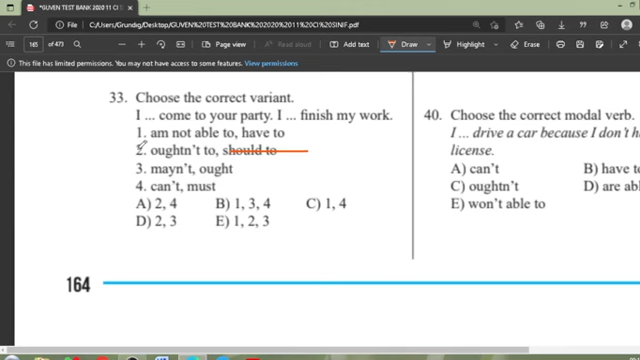 *GUVEN TEST BANK 2020 11 CI S
File
C:/Users/Grundig/Desktop/GUVEN%20TEST%20BANK%202020%2011%20CI%20SINIF.pdf
165 of 473
Page view
Read aloud
Add text
Draw
Highlight
Erase
This file has limited permissions. You may not have access to some features. View permissions
33. Choose the correct variant.
I ... come to your party. I ... finish my work.
1. am not able to, have to
2. oughtn't to, should to
3. mayn't, ought
4. can't, must
A) 2, 4 B) 1, 3, 4 C) 1, 4
D) 2, 3 E) 1, 2, 3
40. Choose the correct modal verb.
I ... drive a car because I don't h
license.
A) can't B) have to
C) oughtn't D) are abl
E) won't able to
164